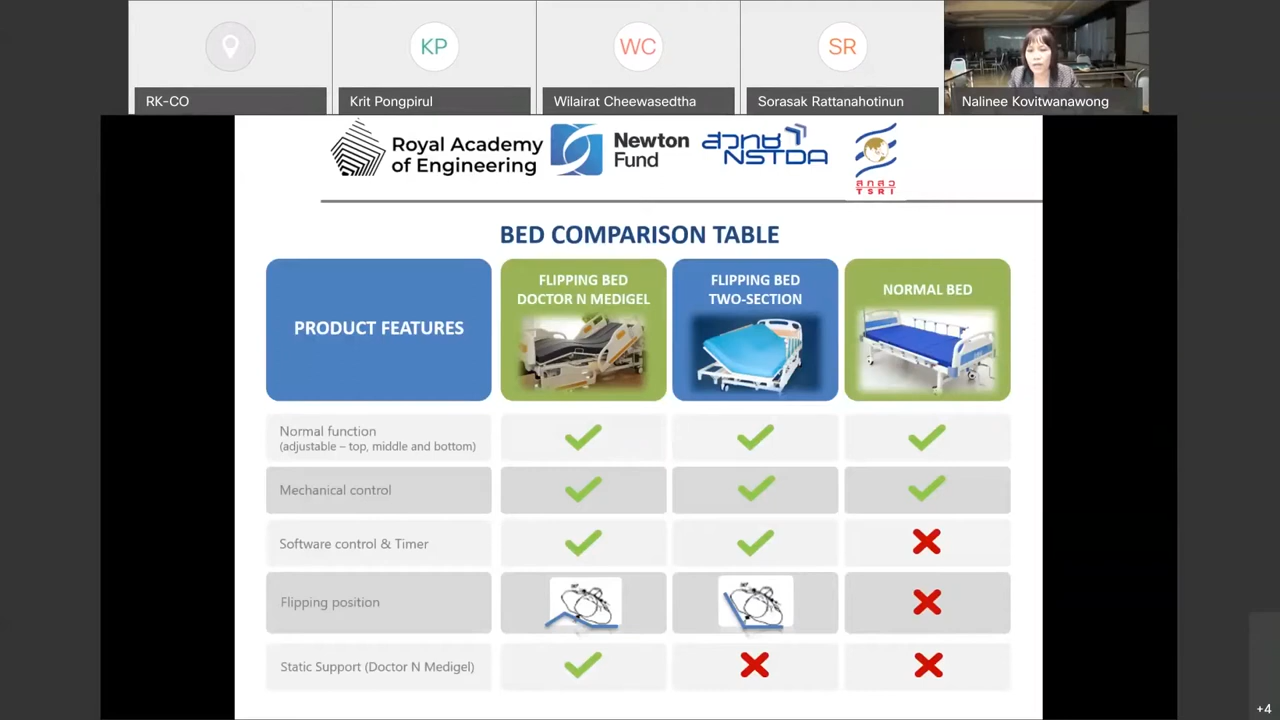 KP
WC
SR
RK-CO
Krit Pongpirul
Wilairat Cheewasedtha
Sorasak Rattanahotinun
Nalinee Kovitwanawong
Royal Academy
of Engineering
Newton
Fund
สวทช
NSTDA
สกสว
TSRI
BED COMPARISON TABLE
PRODUCT FEATURES
FLIPPING BED
DOCTOR N MEDIGEL
FLIPPING BED
TWO-SECTION
NORMAL BED
Normal function
(adjustable – top, middle and bottom)
Mechanical control
Software control & Timer
Flipping position
Static Support (Doctor N Medigel)
+4